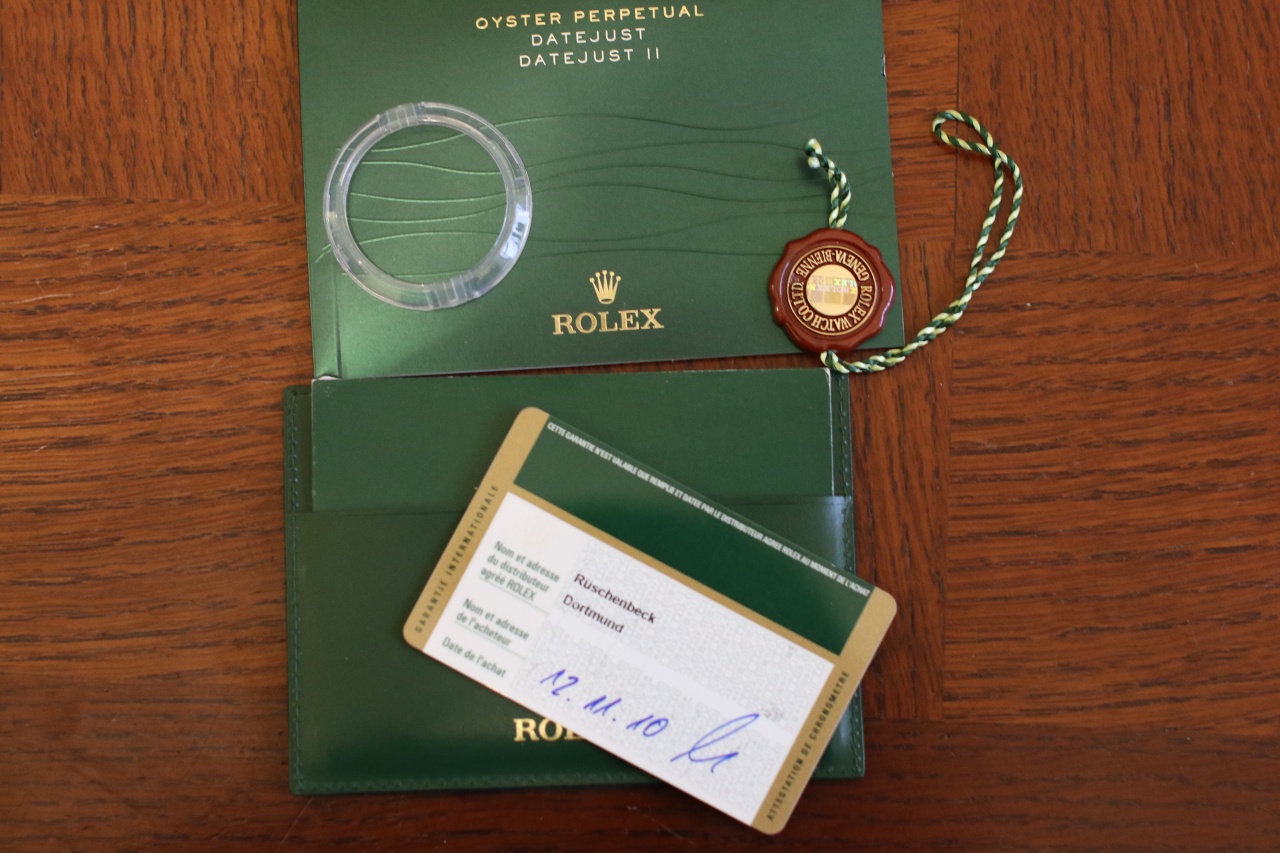 OYSTER PERPETUAL
DATEJUST
DATEJUST II
ROLEX
ROLEX WATCH CO LTD. GENEVA-BIENNE
CETTE GARANTIE N'EST VALABLE QUE REMPLIE ET DATEE PAR LE DISTRIBUTEUR AGREE ROLEX AU MOMENT DE L'ACHAT
GARANTIE INTERNATIONALE
Nom et adresse
du distributeur
agréé ROLEX
Rüschenbeck
Dortmund
Nom et adresse
de l'acheteur
Date de l'achat
12.11.10
ATTESTATION DE CHRONOMETRE
ROL